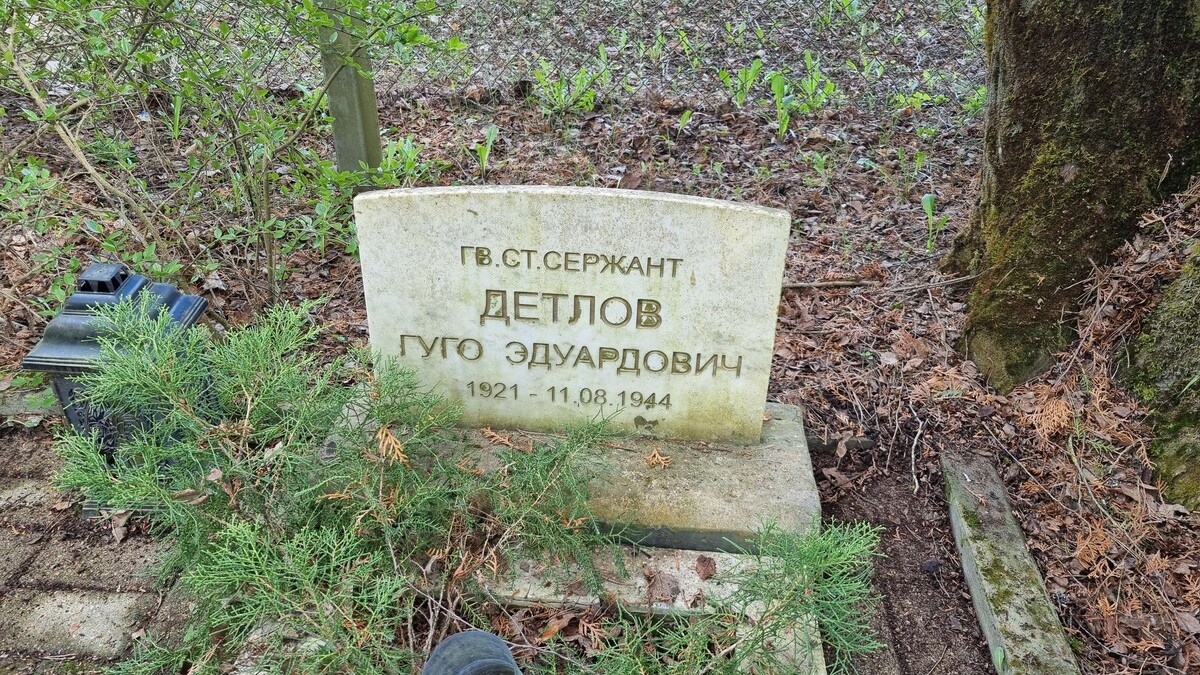 ГВ.СТ.СЕРЖАНТ
ДЕТЛОВ
ГУГО ЭДУАРДОВИЧ
1921 - 11.08.1944